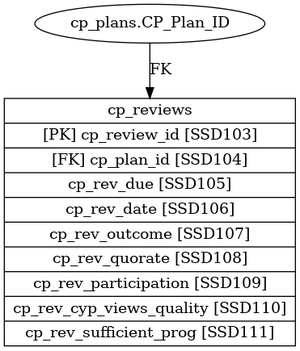 cp_plans.CP_Plan_ID
FK
cp_reviews
[PK] cp_review_id [SSD103]
[FK] cp_plan_id [SSD104]
cp_rev_due [SSD105]
cp_rev_date [SSD106]
cp_rev_outcome [SSD107]
cp_rev_quorate [SSD108]
cp_rev_participation [SSD109]
cp_rev_cyp_views_quality [SSD110]
cp_rev_sufficient_prog [SSD111]